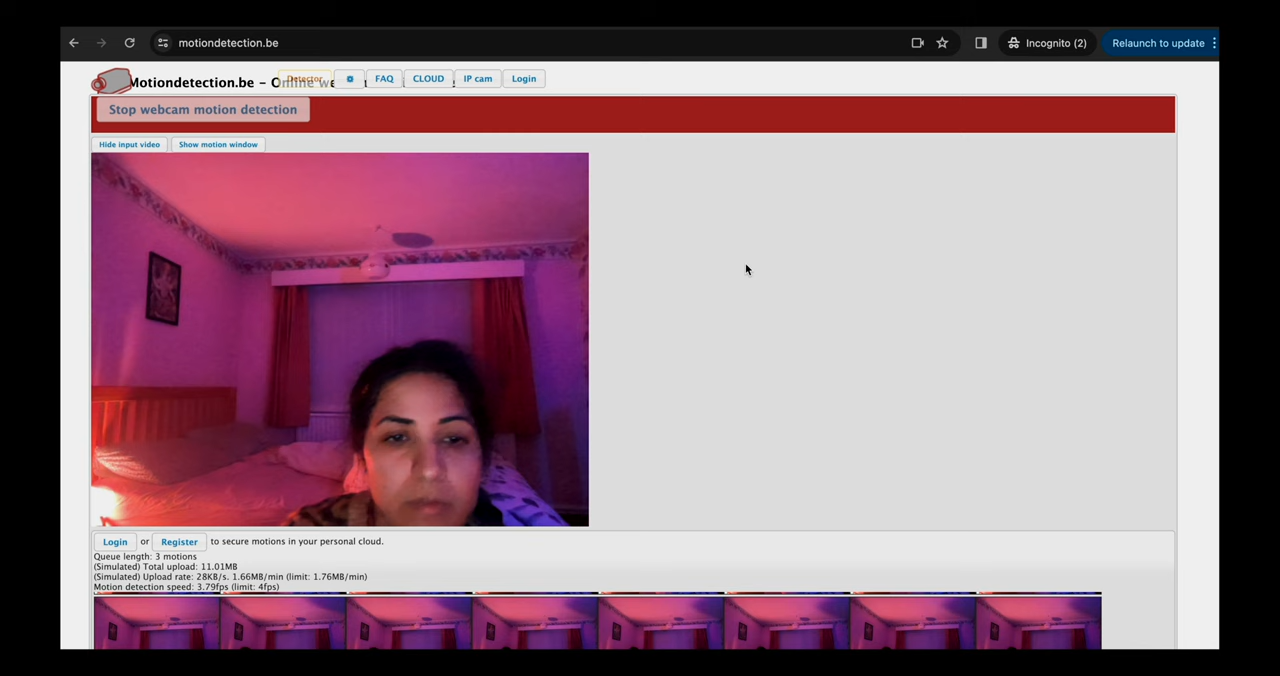 motiondetection.be
Incognito (2)
Relaunch to update
Motiondetection.be – Online we
Detector
FAQ
CLOUD
IP cam
Login
Stop webcam motion detection
Hide input video
Show motion window
Login or Register to secure motions in your personal cloud.
Queue length: 3 motions
(Simulated) Total upload: 11.01MB
(Simulated) Upload rate: 28KB/s. 1.66MB/min (limit: 1.76MB/min)
Motion detection speed: 3.79fps (limit: 4fps)